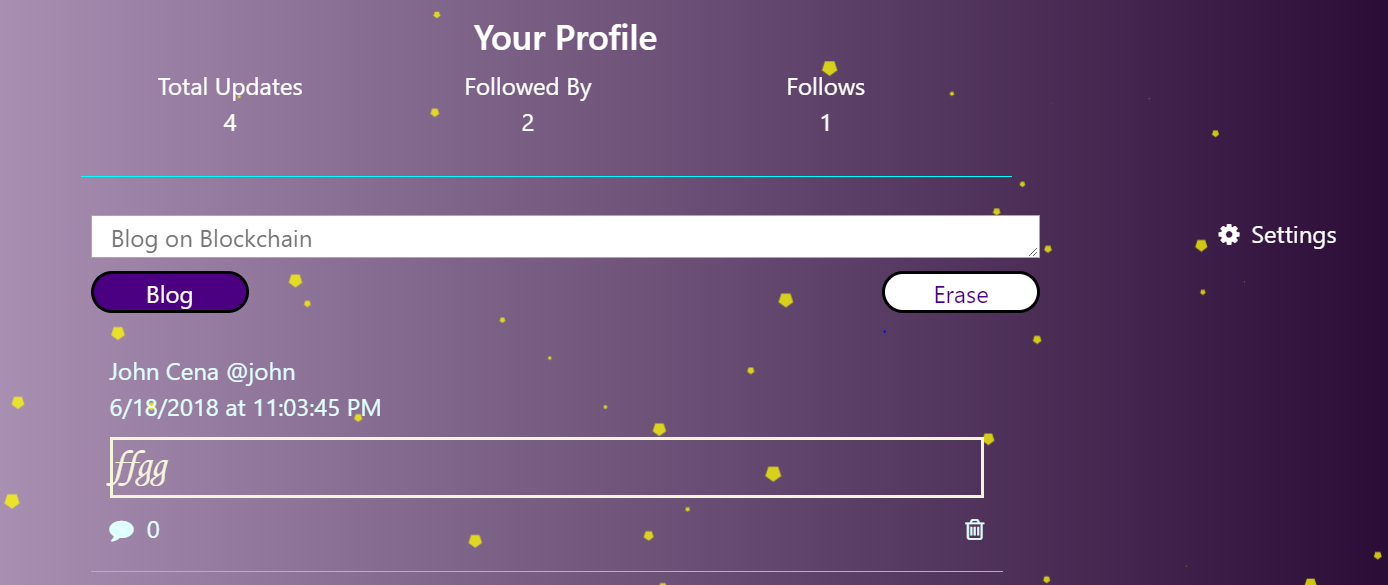 Your Profile
Total Updates Followed By Follows
4 2 1
Blog on Blockchain
Settings
Blog Erase
John Cena @john
6/18/2018 at 11:03:45 PM
ffgg
0